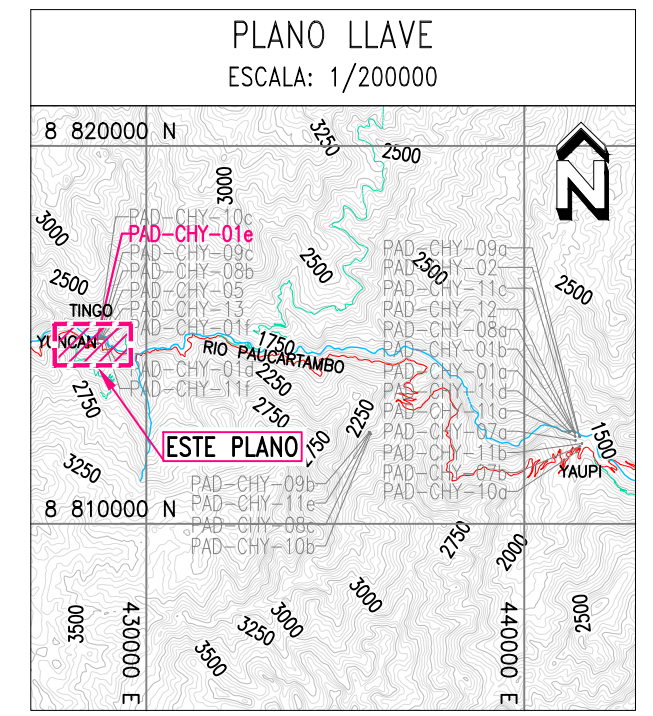 PLANO LLAVE
ESCALA: 1/200000
8 820000 N
3250
2500
N
3000
3000
PAD-CHY-10c
PAD-CHY-01e
PAD-CHY-09c
PAD-CHY-08b
PAD-CHY-05
PAD-CHY-13
PAD-CHY-01f
PAD-CHY-01d
PAD-CHY-11f
2500
TINGO
YUNCAN
2500
1750
RIO PAUCARTAMBO
2250
2750
2750
2250
ESTE PLANO
3250
PAD-CHY-09a
PAD-CHY-02
PAD-CHY-11c
PAD-CHY-12
PAD-CHY-08a
PAD-CHY-01b
PAD-CHY-01a
PAD-CHY-11b
PAD-CHY-07b
PAD-CHY-10a
2500
2500
1500
YAUPI
PAD-CHY-09b
PAD-CHY-11e
PAD-CHY-08c
PAD-CHY-10b
8 810000 N
2750
2000
3500
430000 E
3250
3000
3500
3000
440000 E
2500